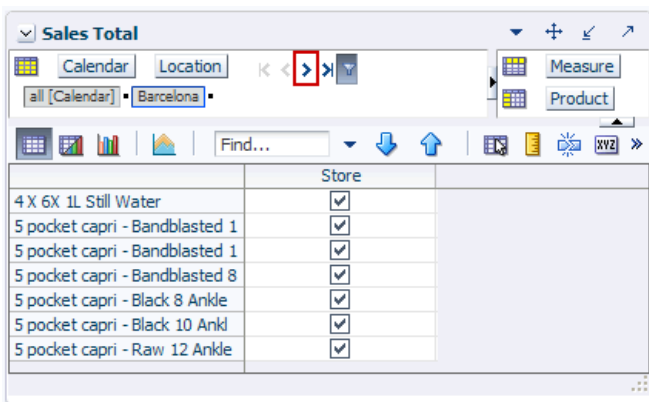 Sales Total
Calendar Location Measure
all [Calendar] Barcelona Product
Find... XYZ
Store
4 X 6X 1L Still Water
5 pocket capri - Bandblasted 1
5 pocket capri - Bandblasted 1
5 pocket capri - Bandblasted 8
5 pocket capri - Black 8 Ankle
5 pocket capri - Black 10 Ankl
5 pocket capri - Raw 12 Ankle